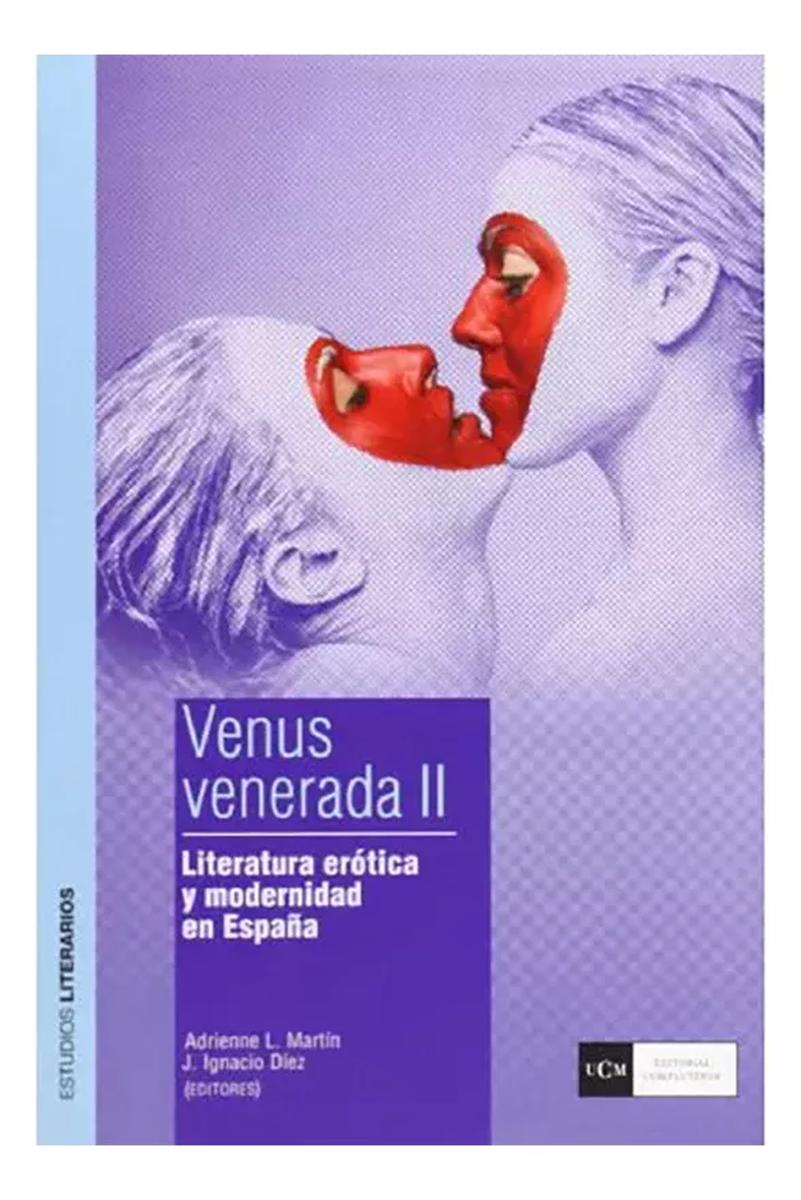 Venus
venerada II
Literatura erótica
y modernidad
en España
Adrienne L. Martín
J. Ignacio Díez
(EDITORES)
ESTUDIOS LITERARIOS
UCM
EDITORIAL
COMPLUTENSE